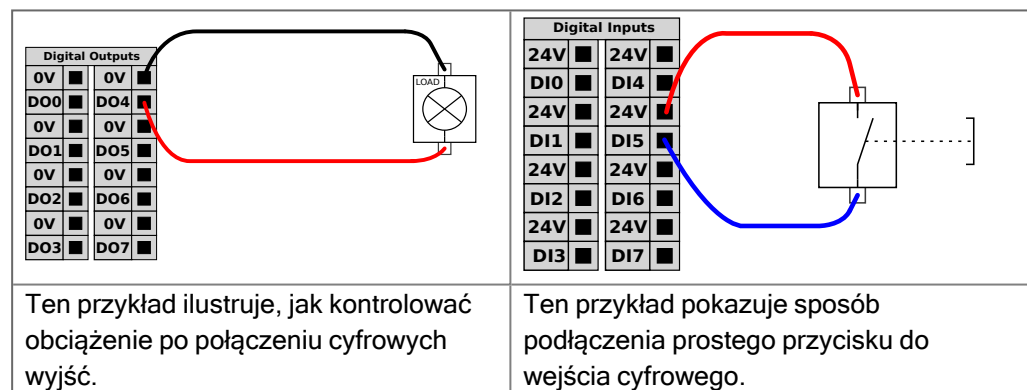 Digital Outputs
0V 0V
DO0 DO4
0V 0V
DO1 DO5
0V 0V
DO2 DO6
0V 0V
DO3 DO7
LOAD
Digital Inputs
24V 24V
DI0 DI4
24V 24V
DI1 DI5
24V 24V
DI2 DI6
24V 24V
DI3 DI7
Ten przykład ilustruje, jak kontrolować
obciążenie po połączeniu cyfrowych
wyjść.
Ten przykład pokazuje sposób
podłączenia prostego przycisku do
wejścia cyfrowego.